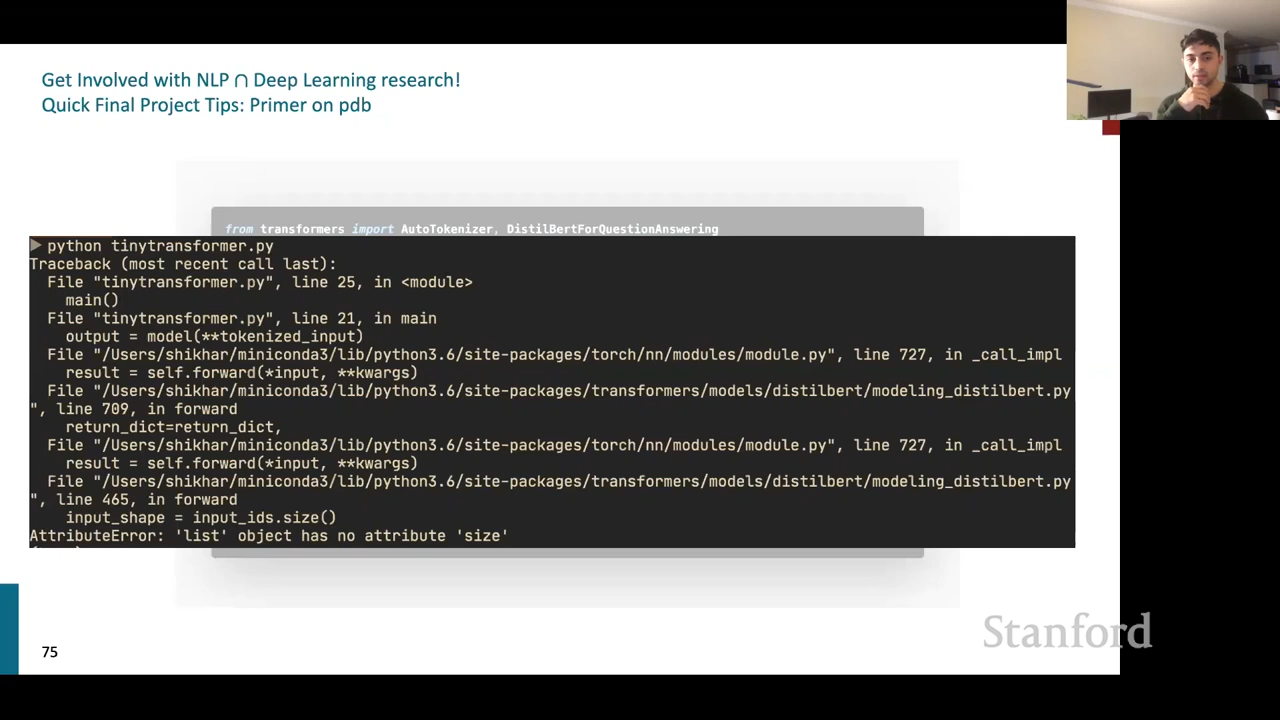 Get Involved with NLP ∩ Deep Learning research!
Quick Final Project Tips: Primer on pdb
from transformers import AutoTokenizer, DistilBertForQuestionAnswering
▶ python tinytransformer.py
Traceback (most recent call last):
  File "tinytransformer.py", line 25, in <module>
    main()
  File "tinytransformer.py", line 21, in main
    output = model(**tokenized_input)
  File "/Users/shikhar/miniconda3/lib/python3.6/site-packages/torch/nn/modules/module.py", line 727, in _call_impl
    result = self.forward(*input, **kwargs)
  File "/Users/shikhar/miniconda3/lib/python3.6/site-packages/transformers/models/distilbert/modeling_distilbert.py
", line 709, in forward
    return_dict=return_dict,
  File "/Users/shikhar/miniconda3/lib/python3.6/site-packages/torch/nn/modules/module.py", line 727, in _call_impl
    result = self.forward(*input, **kwargs)
  File "/Users/shikhar/miniconda3/lib/python3.6/site-packages/transformers/models/distilbert/modeling_distilbert.py
", line 465, in forward
    input_shape = input_ids.size()
AttributeError: 'list' object has no attribute 'size'
Stanford
75